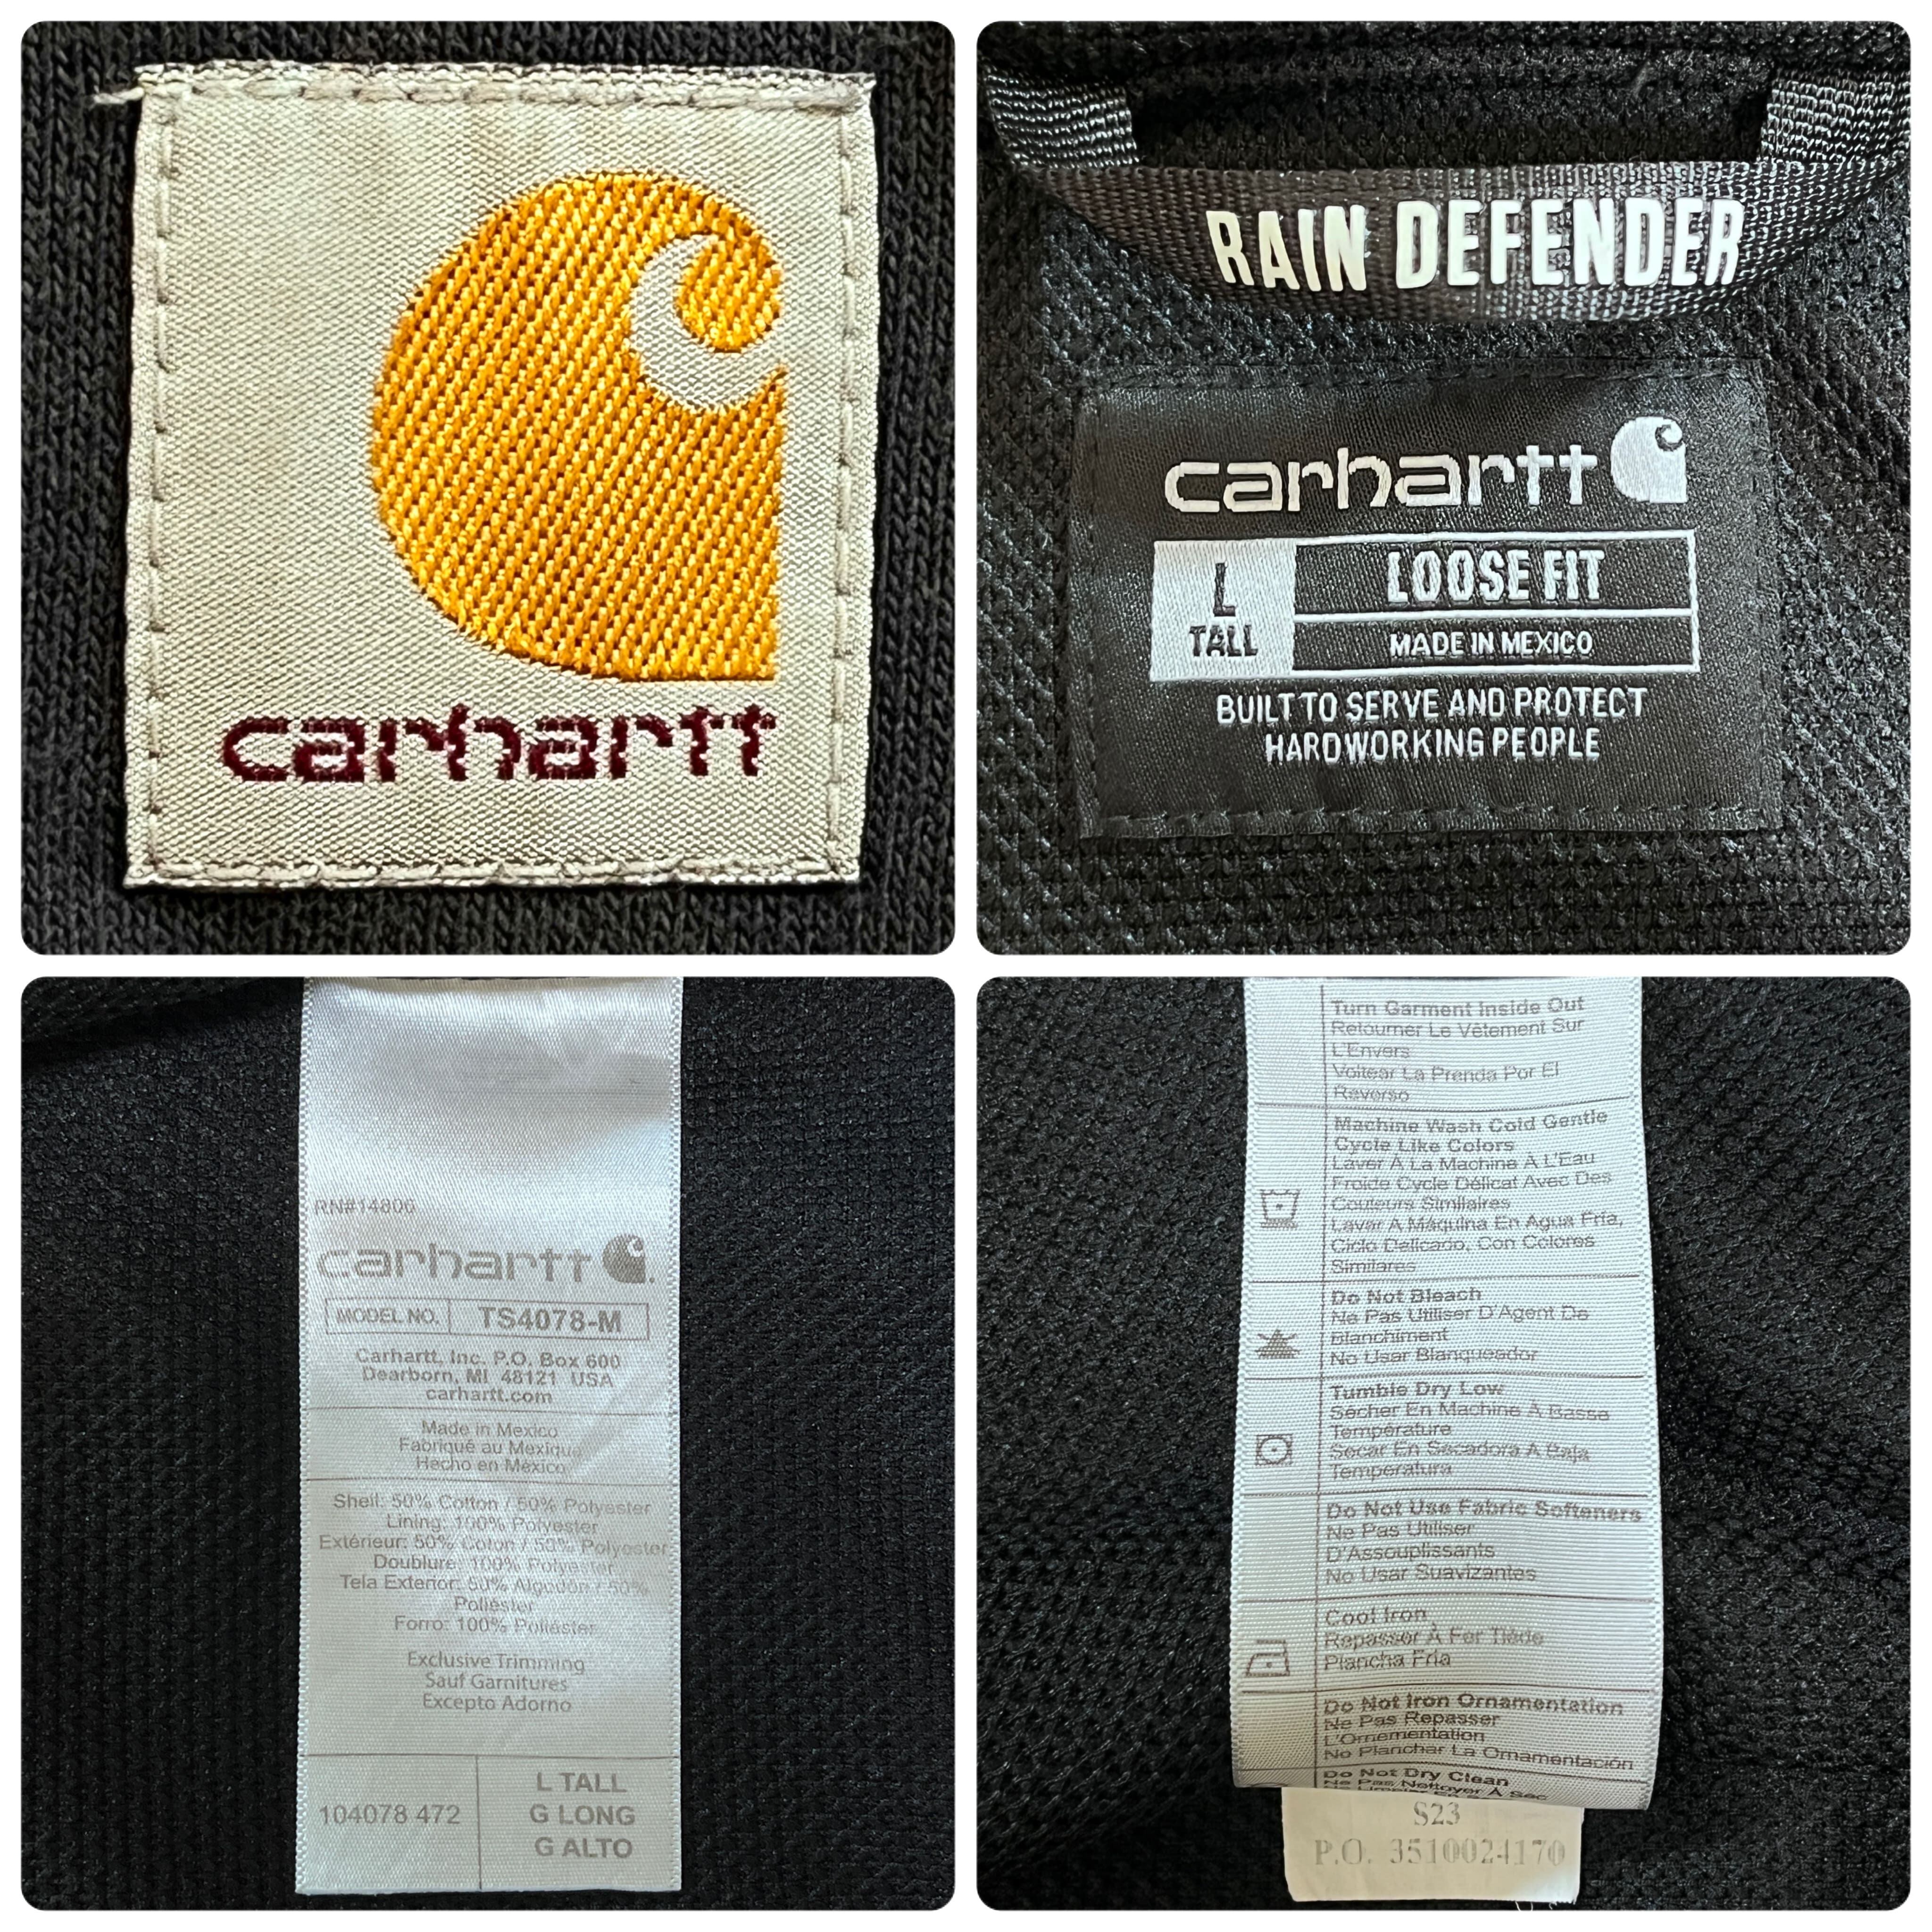 carhartt
RAIN DEFENDER
carhartt
L
TALL
LOOSE FIT
MADE IN MEXICO
BUILT TO SERVE AND PROTECT
HARDWORKING PEOPLE
RN#14806
carhartt
MODEL NO. TS4078-M
Carhartt, Inc. P.O. Box 600
Dearborn, MI 48121 USA
carhartt.com
Made in Mexico
Fabriqué au Mexique
Hecho en México
Shell: 50% Cotton / 50% Polyester
Lining: 100% Polyester
Extérieur: 50% Coton / 50% Polyester
Doublure: 100% Polyester
Tela Exterior: 50% Algodón / 50%
Poliéster
Forro: 100% Poliéster
Exclusive Trimming
Sauf Garnitures
Excepto Adorno
104078 472
L TALL
G LONG
G ALTO
Turn Garment Inside Out
Retourner Le Vêtement Sur
L'Envers
Voltear La Prenda Por El
Reverso
Machine Wash Cold Gentle
Cycle Like Colors
Laver À La Machine À L'Eau
Froide Cycle Délicat Avec Des
Couleurs Similaires
Lavar A Máquina En Agua Fría,
Ciclo Delicado, Con Colores
Similares
Do Not Bleach
Ne Pas Utiliser D'Agent De
Blanchiment
No Usar Blanqueador
Tumble Dry Low
Sécher En Machine À Basse
Température
Secar En Secadora A Baja
Temperatura
Do Not Use Fabric Softeners
Ne Pas Utiliser
D'Assouplissants
No Usar Suavizantes
Cool Iron
Repasser À Fer Tiède
Plancha Fría
Do Not Iron Ornamentation
Ne Pas Repasser
L'Ornementation
No Planchar La Ornamentación
Do Not Dry Clean
Ne Pas Nettoyer À Sec
S23
P.O. 3510024170